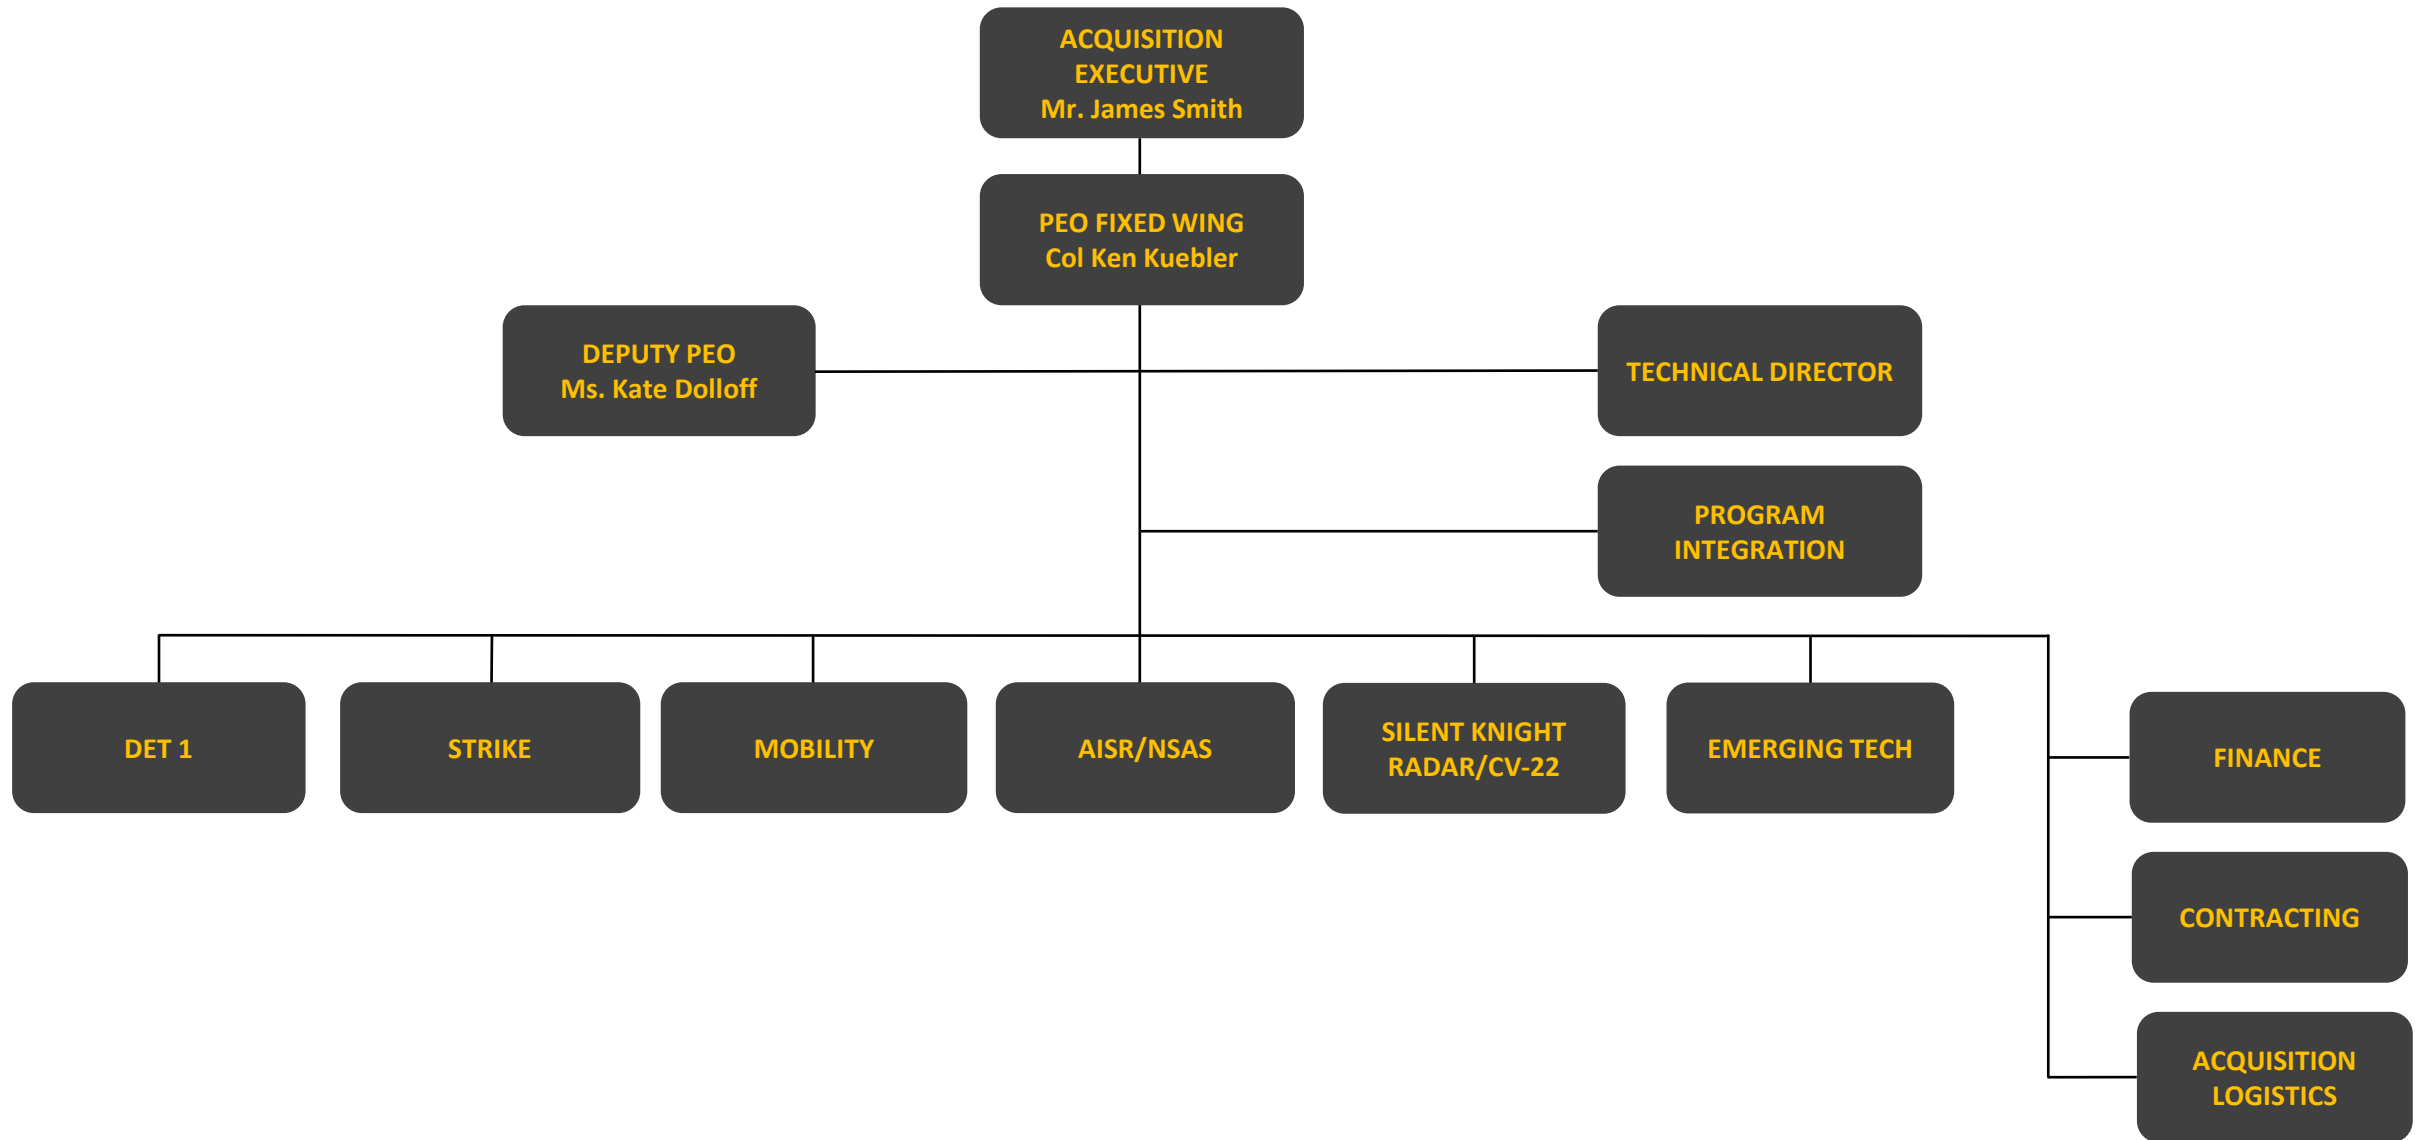 ACQUISITION
EXECUTIVE
Mr. James Smith
PEO FIXED WING
Col Ken Kuebler
DEPUTY PEO
Ms. Kate Dolloff
TECHNICAL DIRECTOR
PROGRAM
INTEGRATION
DET 1
STRIKE
MOBILITY
AISR/NSAS
SILENT KNIGHT
RADAR/CV-22
EMERGING TECH
FINANCE
CONTRACTING
ACQUISITION
LOGISTICS